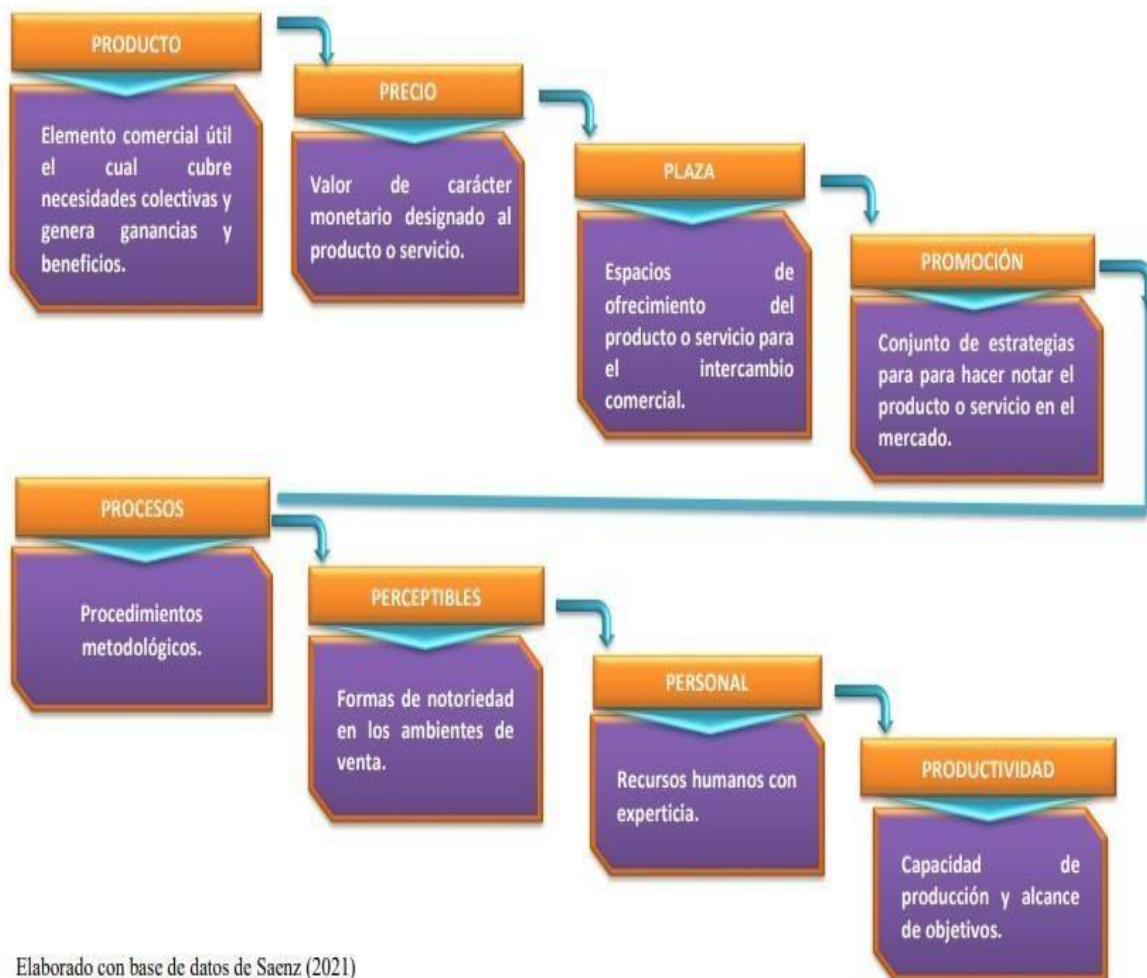 PRODUCTO
Elemento comercial útil
el cual cubre
necesidades colectivas y
genera ganancias y
beneficios.
PRECIO
Valor de carácter
monetario designado al
producto o servicio.
PLAZA
Espacios de
ofrecimiento del
producto o servicio para
el intercambio
comercial.
PROMOCIÓN
Conjunto de estrategias
para para hacer notar el
producto o servicio en el
mercado.
PROCESOS
Procedimientos
metodológicos.
PERCEPTIBLES
Formas de notoriedad
en los ambientes de
venta.
PERSONAL
Recursos humanos con
experticia.
PRODUCTIVIDAD
Capacidad de
producción y alcance
de objetivos.
Elaborado con base de datos de Saenz (2021)